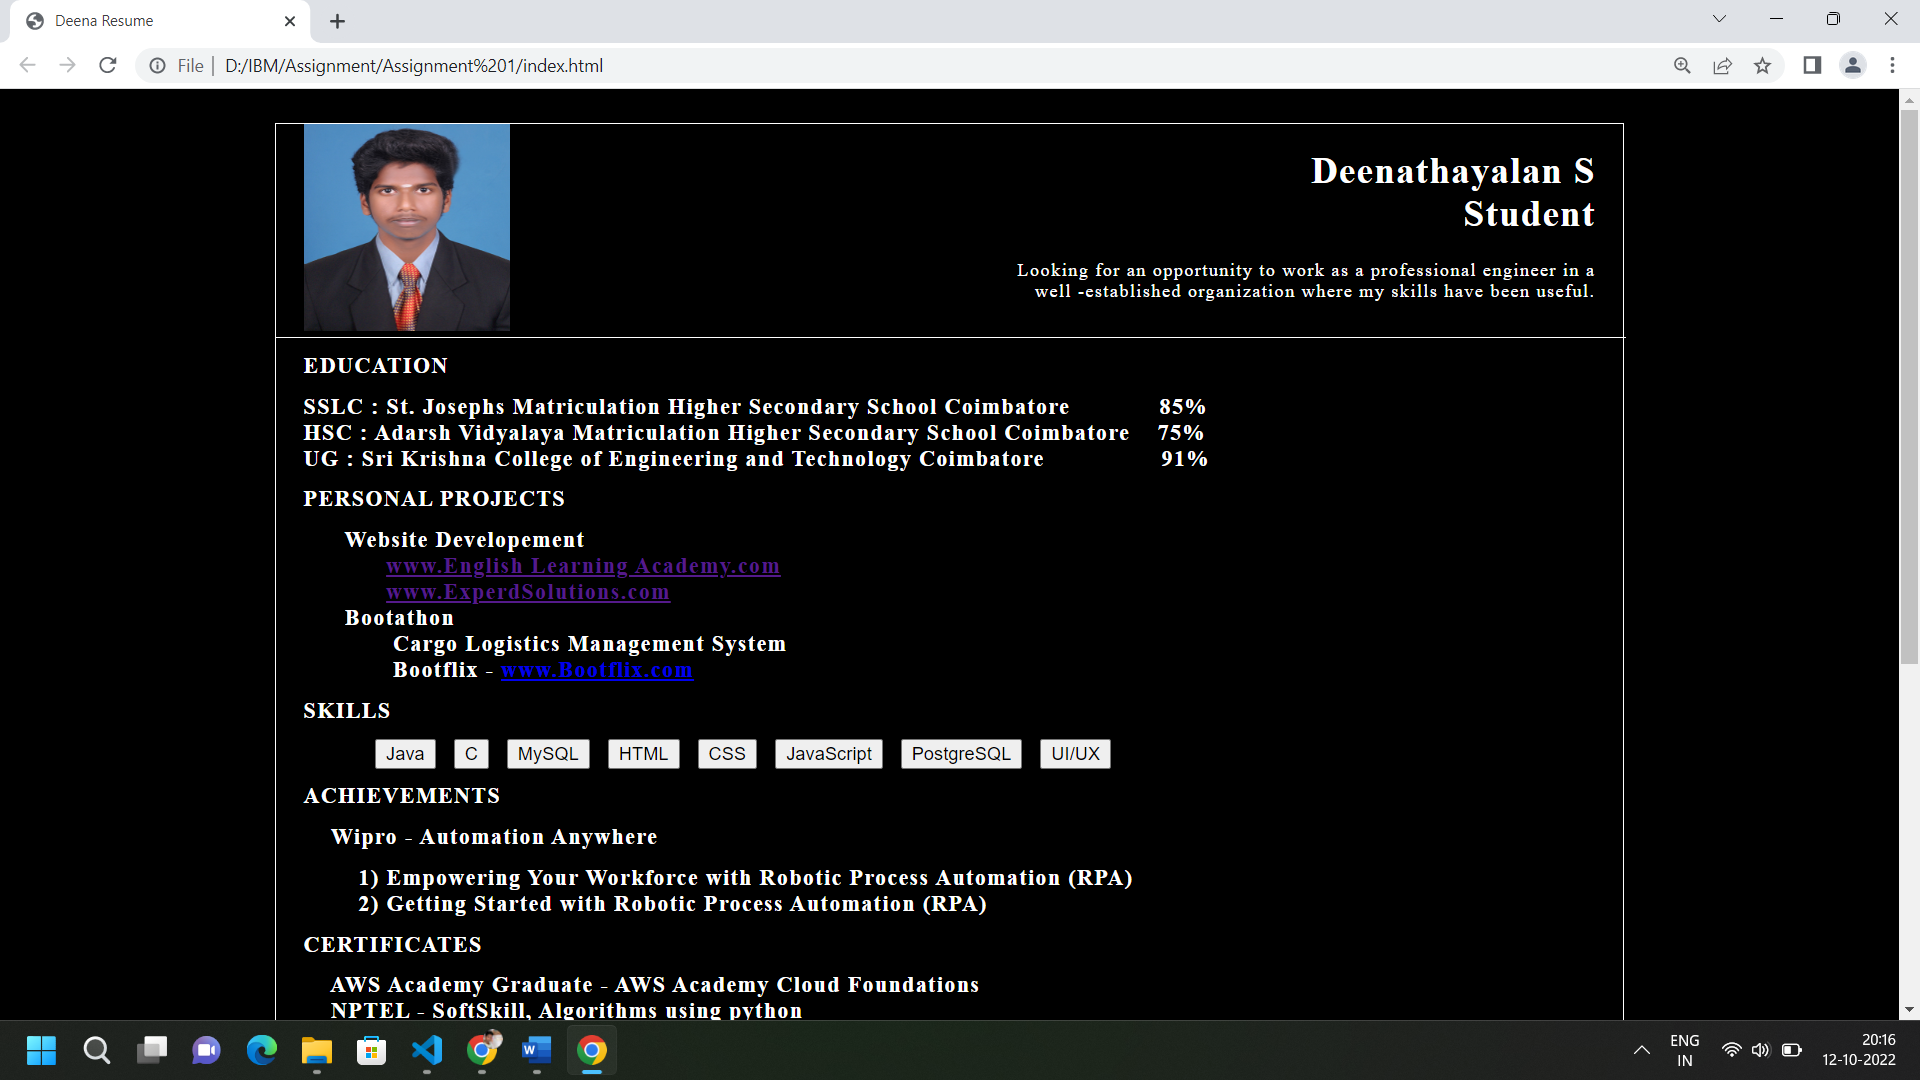 Deena Resume
File
D:/IBM/Assignment/Assignment%201/index.html
Deenathayalan S
Student
Looking for an opportunity to work as a professional engineer in a
well -established organization where my skills have been useful.
EDUCATION
SSLC : St. Josephs Matriculation Higher Secondary School Coimbatore 85%
HSC : Adarsh Vidyalaya Matriculation Higher Secondary School Coimbatore 75%
UG : Sri Krishna College of Engineering and Technology Coimbatore 91%
PERSONAL PROJECTS
Website Developement
www.English Learning Academy.com
www.ExperdSolutions.com
Bootathon
Cargo Logistics Management System
Bootflix - www.Bootflix.com
SKILLS
Java C MySQL HTML CSS JavaScript PostgreSQL UI/UX
ACHIEVEMENTS
Wipro - Automation Anywhere
1) Empowering Your Workforce with Robotic Process Automation (RPA)
2) Getting Started with Robotic Process Automation (RPA)
CERTIFICATES
AWS Academy Graduate - AWS Academy Cloud Foundations
NPTEL - SoftSkill, Algorithms using python
ENG
IN
20:16
12-10-2022